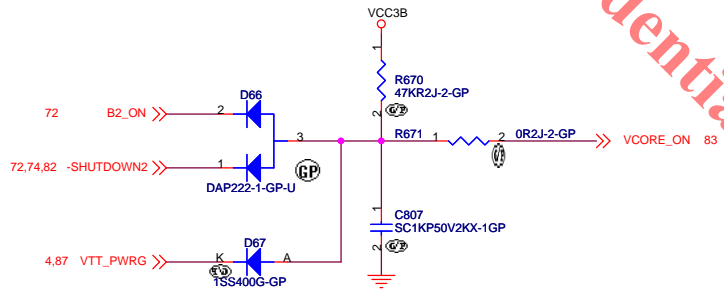 VCC3B
1
R670
47KR2J-2-GP
2
D66
72 B2_ON 2
3
R671 1 2 0R2J-2-GP VCORE_ON 83
72,74,82 -SHUTDOWN2 1
GP
DAP222-1-GP-U
1
C807
SC1KP50V2KX-1GP
2
D67
4,87 VTT_PWRG K A
1SS400G-GP